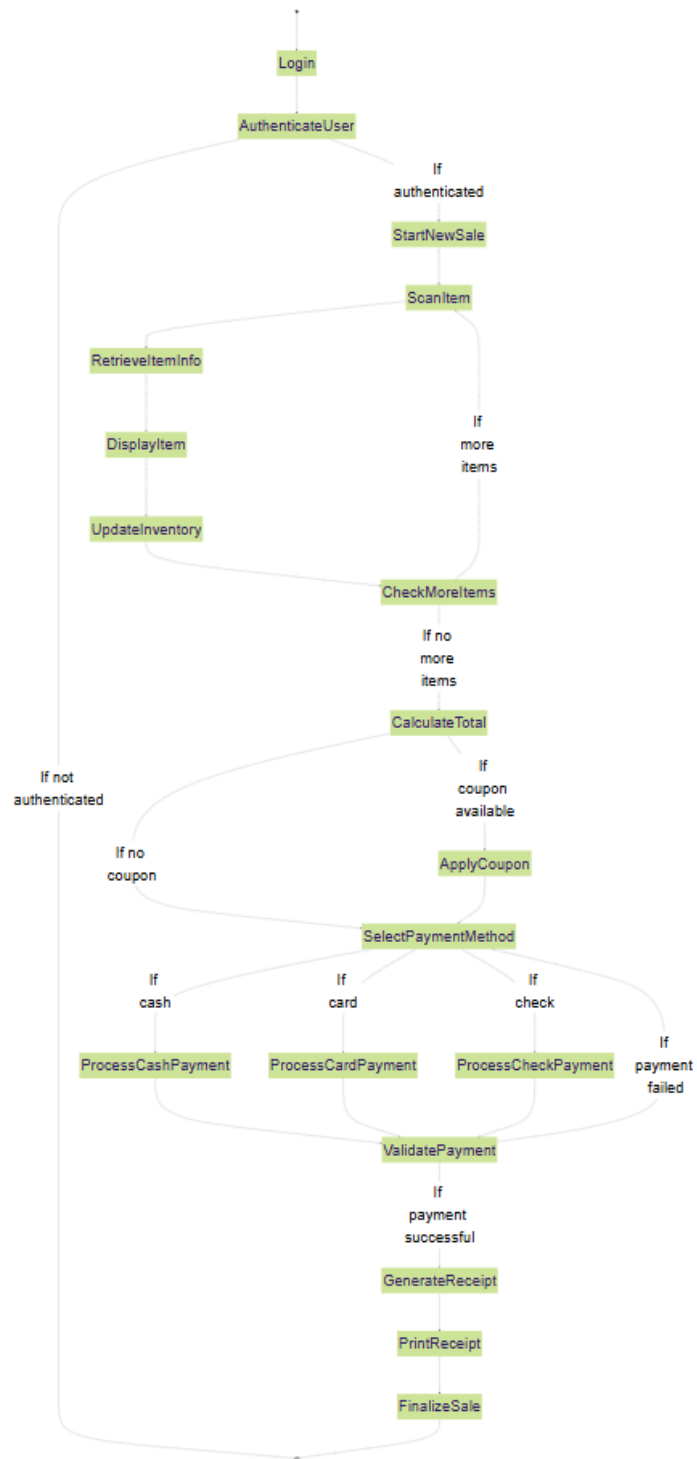 Login
AuthenticateUser
If
authenticated
StartNewSale
ScanItem
RetrieveItemInfo
If
more
items
DisplayItem
UpdateInventory
CheckMoreItems
If no
more
items
CalculateTotal
If not
authenticated
If
coupon
available
If no
coupon
ApplyCoupon
SelectPaymentMethod
If
cash
If
card
If
check
If
payment
failed
ProcessCashPayment
ProcessCardPayment
ProcessCheckPayment
ValidatePayment
If
payment
successful
GenerateReceipt
PrintReceipt
FinalizeSale